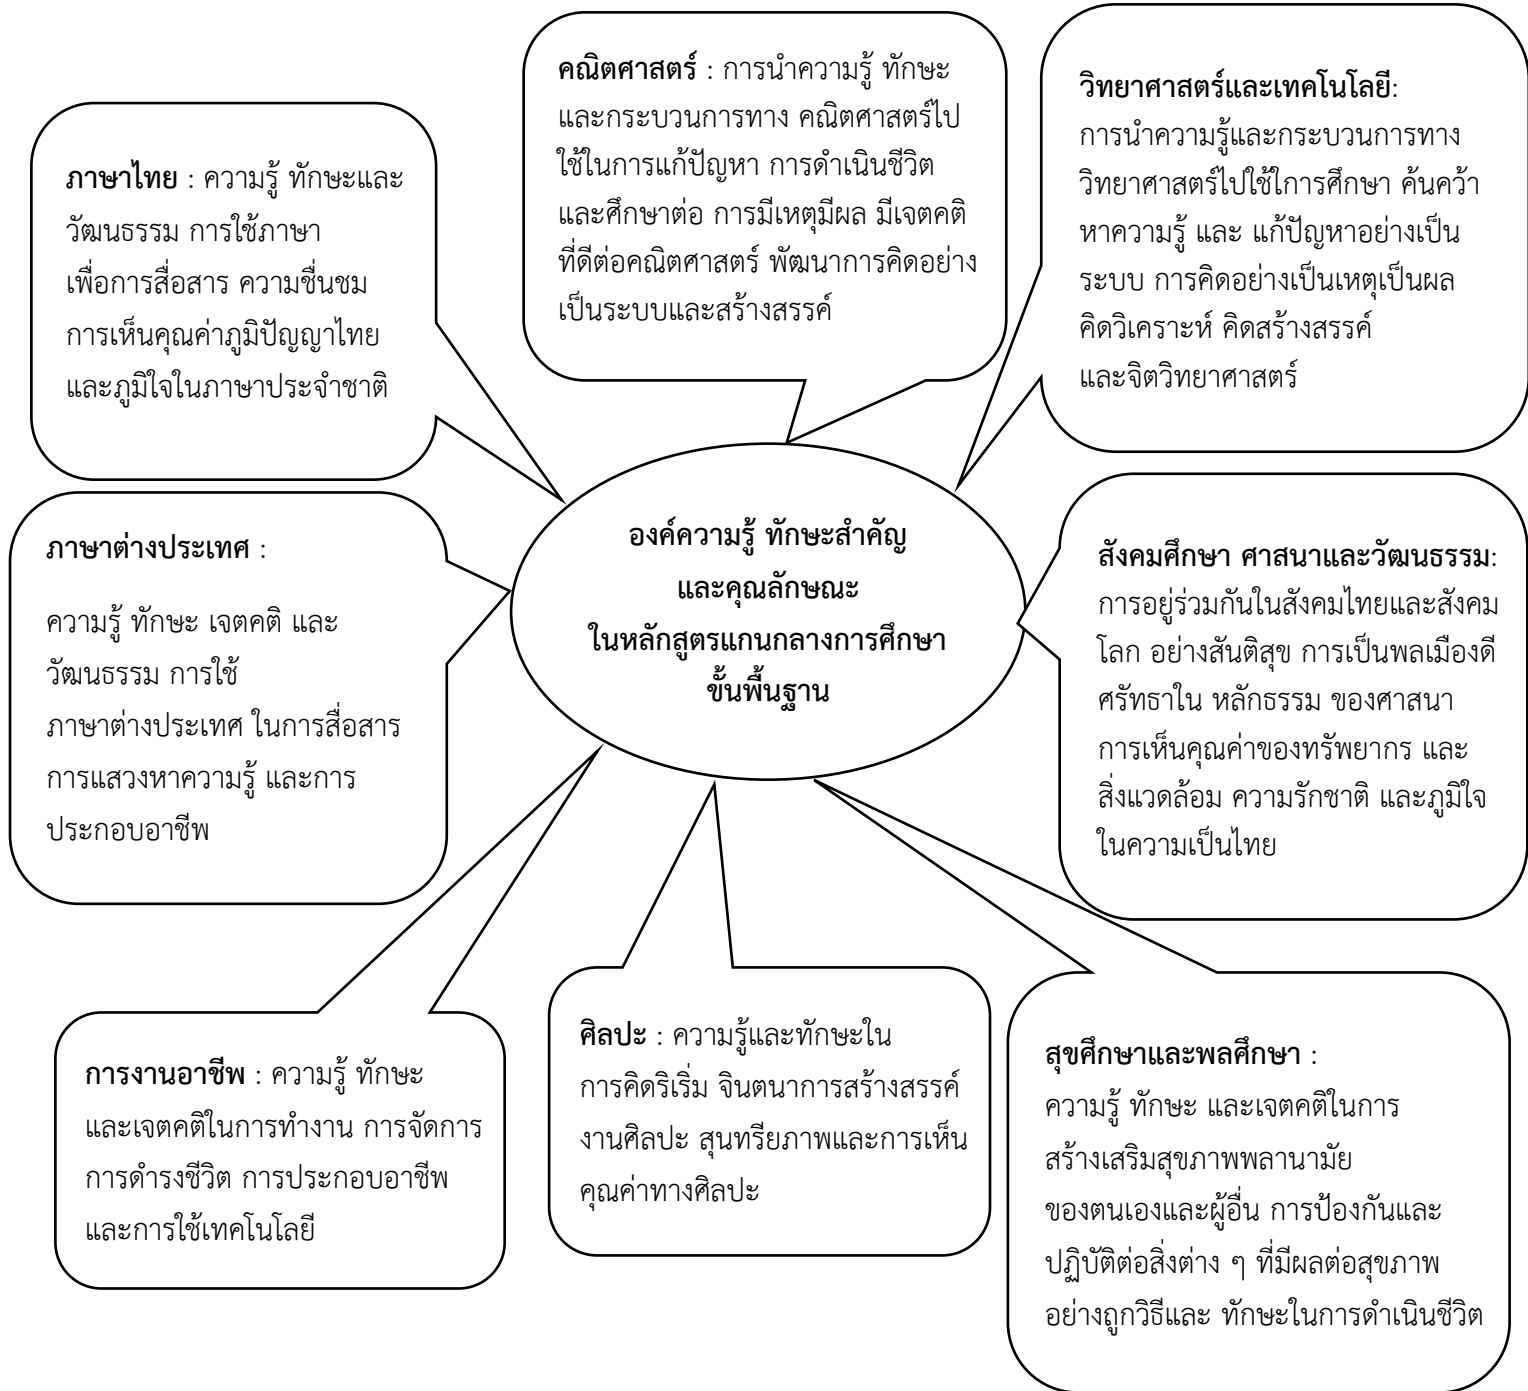 คณิตศาสตร์ : การนำความรู้ ทักษะ
และกระบวนการทาง คณิตศาสตร์ไป
ใช้ในการแก้ปัญหา การดำเนินชีวิต
และศึกษาต่อ การมีเหตุมีผล มีเจตคติ
ที่ดีต่อคณิตศาสตร์ พัฒนาการคิดอย่าง
เป็นระบบและสร้างสรรค์
วิทยาศาสตร์และเทคโนโลยี:
การนำความรู้และกระบวนการทาง
วิทยาศาสตร์ไปใช้ใการศึกษา ค้นคว้า
หาความรู้ และ แก้ปัญหาอย่างเป็น
ระบบ การคิดอย่างเป็นเหตุเป็นผล
คิดวิเคราะห์ คิดสร้างสรรค์
และจิตวิทยาศาสตร์
ภาษาไทย : ความรู้ ทักษะและ
วัฒนธรรม การใช้ภาษา
เพื่อการสื่อสาร ความชื่นชม
การเห็นคุณค่าภูมิปัญญาไทย
และภูมิใจในภาษาประจำชาติ
องค์ความรู้ ทักษะสำคัญ
และคุณลักษณะ
ในหลักสูตรแกนกลางการศึกษา
ขั้นพื้นฐาน
ภาษาต่างประเทศ :
ความรู้ ทักษะ เจตคติ และ
วัฒนธรรม การใช้
ภาษาต่างประเทศ ในการสื่อสาร
การแสวงหาความรู้ และการ
ประกอบอาชีพ
สังคมศึกษา ศาสนาและวัฒนธรรม:
การอยู่ร่วมกันในสังคมไทยและสังคม
โลก อย่างสันติสุข การเป็นพลเมืองดี
ศรัทธาใน หลักธรรม ของศาสนา
การเห็นคุณค่าของทรัพยากร และ
สิ่งแวดล้อม ความรักชาติ และภูมิใจ
ในความเป็นไทย
การงานอาชีพ : ความรู้ ทักษะ
และเจตคติในการทำงาน การจัดการ
การดำรงชีวิต การประกอบอาชีพ
และการใช้เทคโนโลยี
ศิลปะ : ความรู้และทักษะใน
การคิดริเริ่ม จินตนาการสร้างสรรค์
งานศิลปะ สุนทรียภาพและการเห็น
คุณค่าทางศิลปะ
สุขศึกษาและพลศึกษา :
ความรู้ ทักษะ และเจตคติในการ
สร้างเสริมสุขภาพพลานามัย
ของตนเองและผู้อื่น การป้องกันและ
ปฏิบัติต่อสิ่งต่าง ๆ ที่มีผลต่อสุขภาพ
อย่างถูกวิธีและ ทักษะในการดำเนินชีวิต